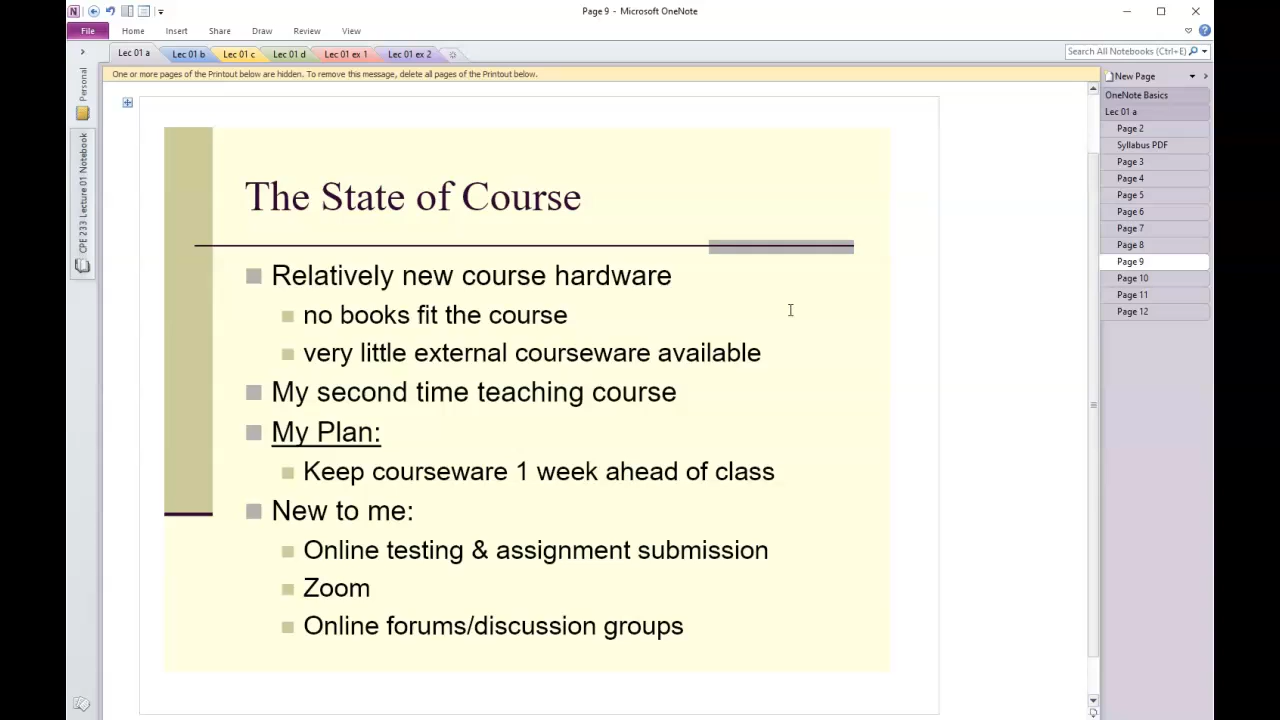 Page 9 - Microsoft OneNote
File Home Insert Share Draw Review View
Lec 01 a Lec 01 b Lec 01 c Lec 01 d Lec 01 ex 1 Lec 01 ex 2
Search All Notebooks (Ctrl+E)
One or more pages of the Printout below are hidden. To remove this message, delete all pages of the Printout below.
Personal
CPE 233 Lecture 01 Notebook
The State of Course
Relatively new course hardware
no books fit the course
very little external courseware available
My second time teaching course
My Plan:
Keep courseware 1 week ahead of class
New to me:
Online testing & assignment submission
Zoom
Online forums/discussion groups
New Page
OneNote Basics
Lec 01 a
Page 2
Syllabus PDF
Page 3
Page 4
Page 5
Page 6
Page 7
Page 8
Page 9
Page 10
Page 11
Page 12